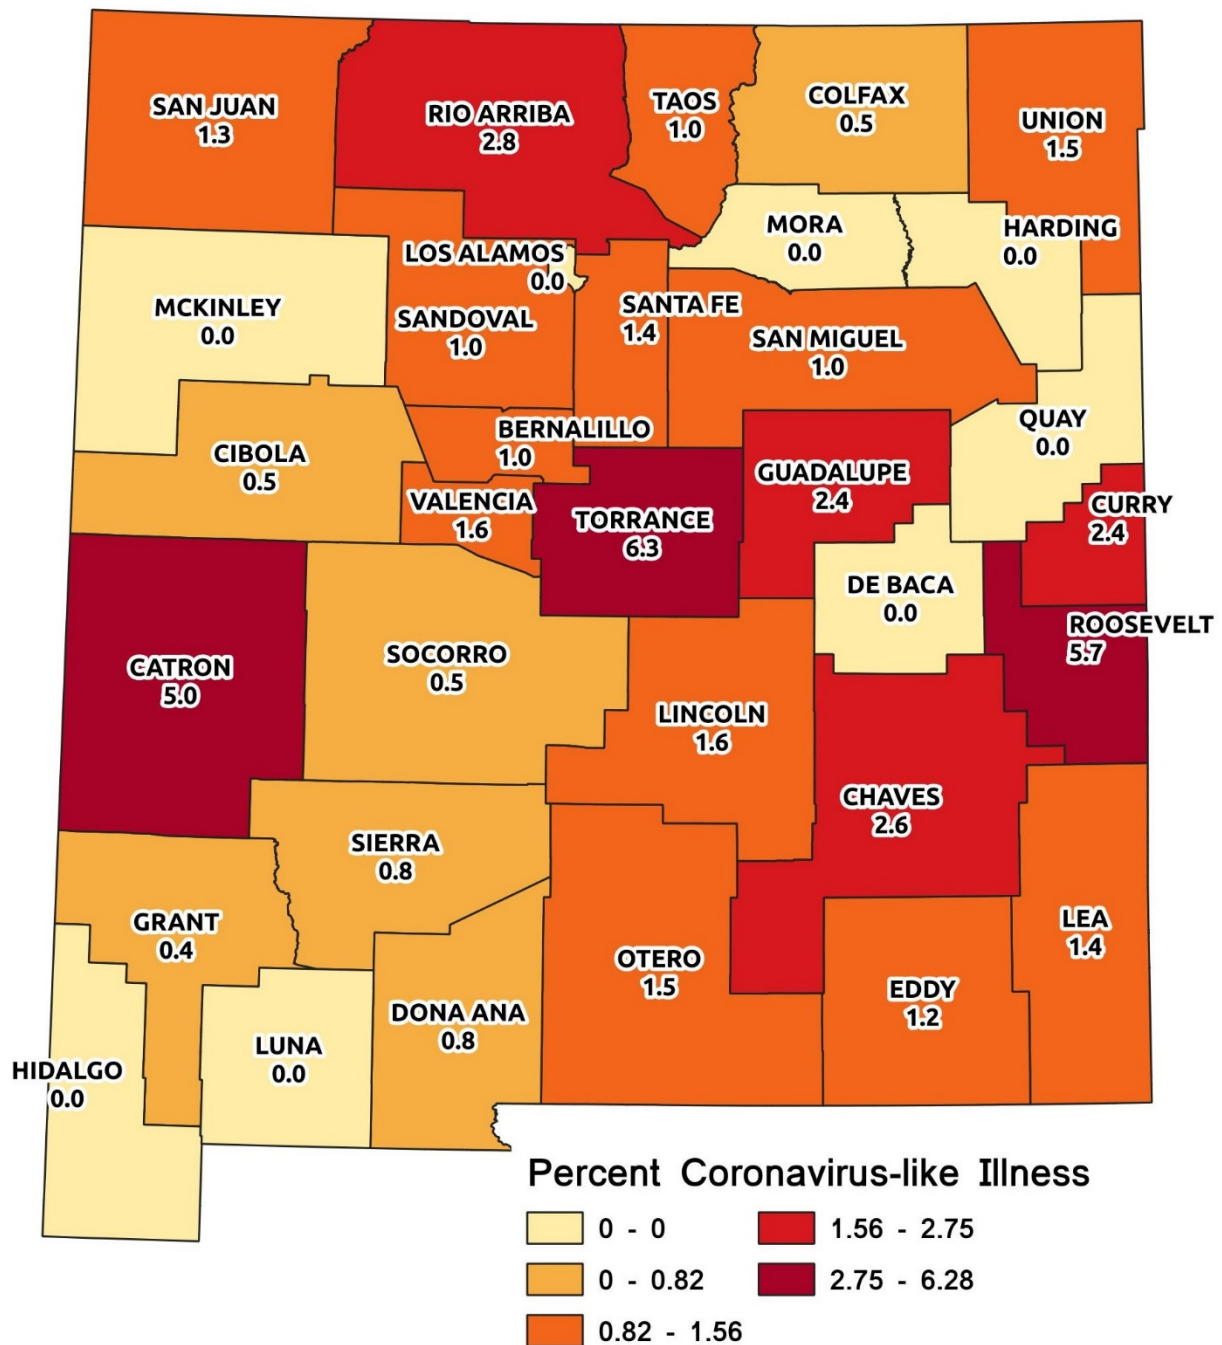 SAN JUAN
1.3
RIO ARRIBA
2.8
TAOS
1.0
COLFAX
0.5
UNION
1.5
MORA
0.0
HARDING
0.0
LOS ALAMOS
0.0
MCKINLEY
0.0
SANDOVAL
1.0
SANTA FE
1.4
SAN MIGUEL
1.0
QUAY
0.0
CIBOLA
0.5
BERNALILLO
1.0
GUADALUPE
2.4
VALENCIA
1.6
TORRANCE
6.3
CURRY
2.4
DE BACA
0.0
ROOSEVELT
5.7
CATRON
5.0
SOCORRO
0.5
LINCOLN
1.6
CHAVES
2.6
SIERRA
0.8
GRANT
0.4
OTERO
1.5
LEA
1.4
EDDY
1.2
DONA ANA
0.8
LUNA
0.0
HIDALGO
0.0
Percent Coronavirus-like Illness
0 - 0
0 - 0.82
0.82 - 1.56
1.56 - 2.75
2.75 - 6.28